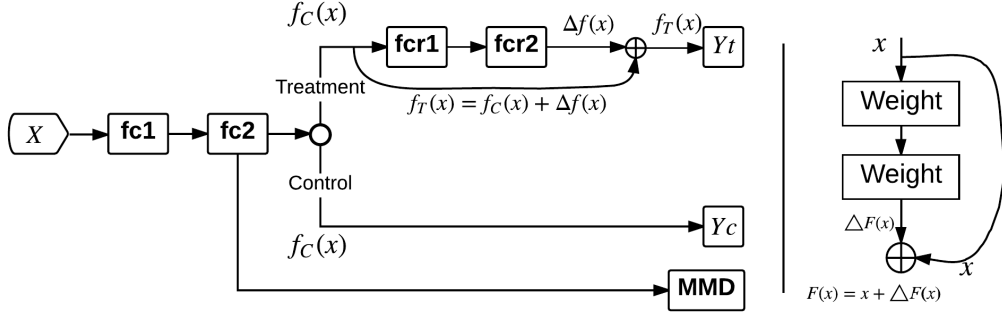 f_C(x)
fcr1
fcr2
Δf(x)
f_T(x)
Yt
Treatment
f_T(x) = f_C(x) + Δf(x)
X
fc1
fc2
Control
f_C(x)
Yc
MMD
x
Weight
Weight
△F(x)
x
F(x) = x + △F(x)